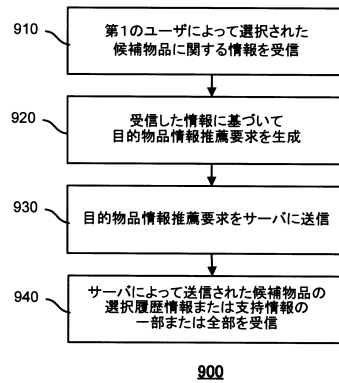 910
第1のユーザによって選択された
候補物品に関する情報を受信
920
受信した情報に基づいて
目的物品情報推薦要求を生成
930
目的物品情報推薦要求をサーバに送信
940
サーバによって送信された候補物品の
選択履歴情報または支持情報の
一部または全部を受信
900